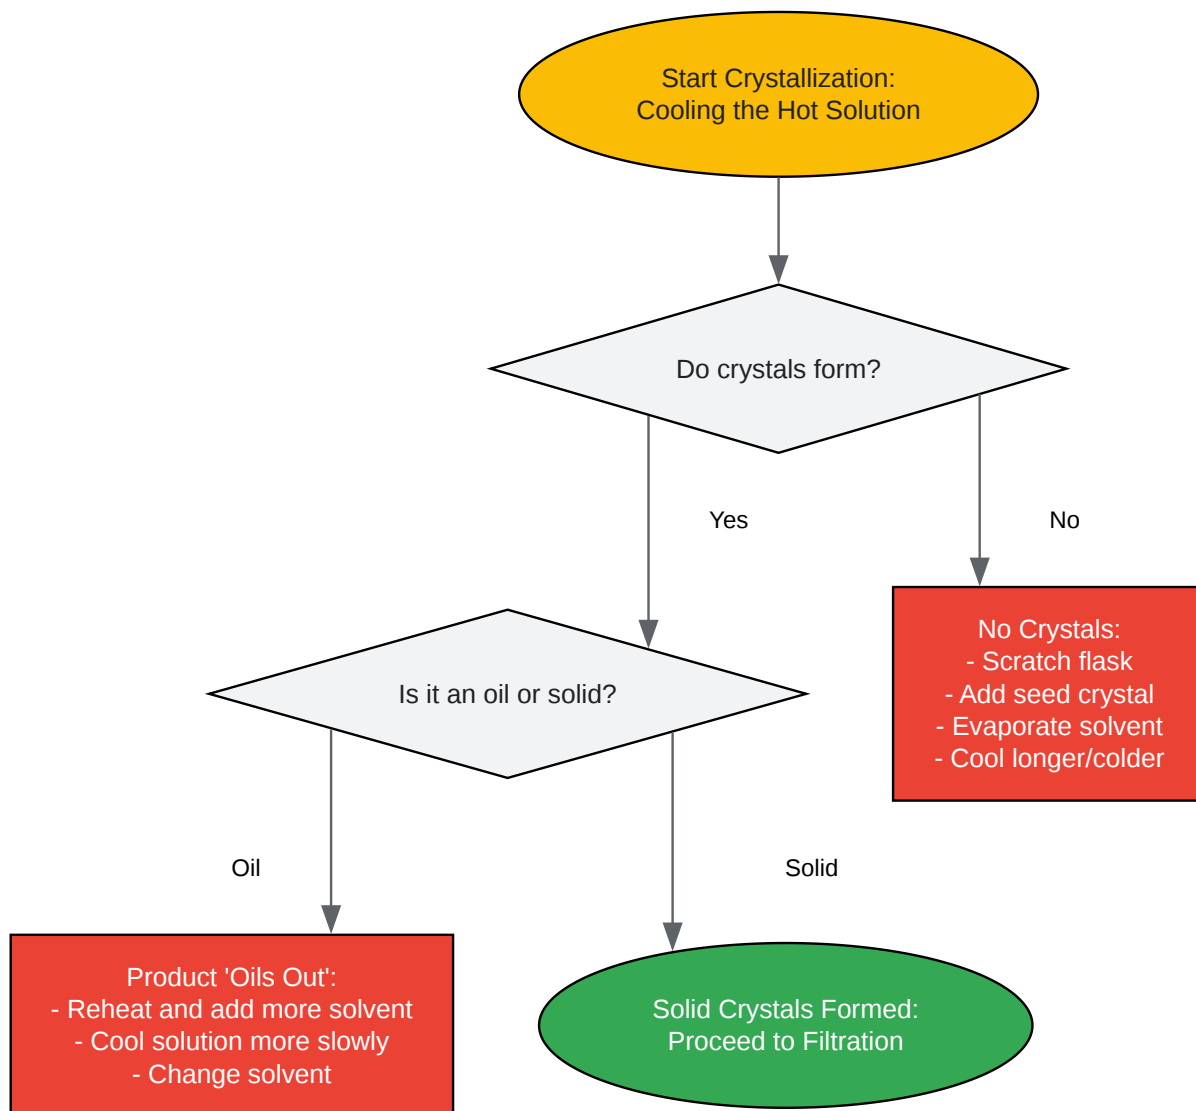 Start Crystallization:
Cooling the Hot Solution
Do crystals form?
Yes
No
No Crystals:
- Scratch flask
- Add seed crystal
- Evaporate solvent
- Cool longer/colder
Is it an oil or solid?
Oil
Solid
Product 'Oils Out':
- Reheat and add more solvent
- Cool solution more slowly
- Change solvent
Solid Crystals Formed:
Proceed to Filtration